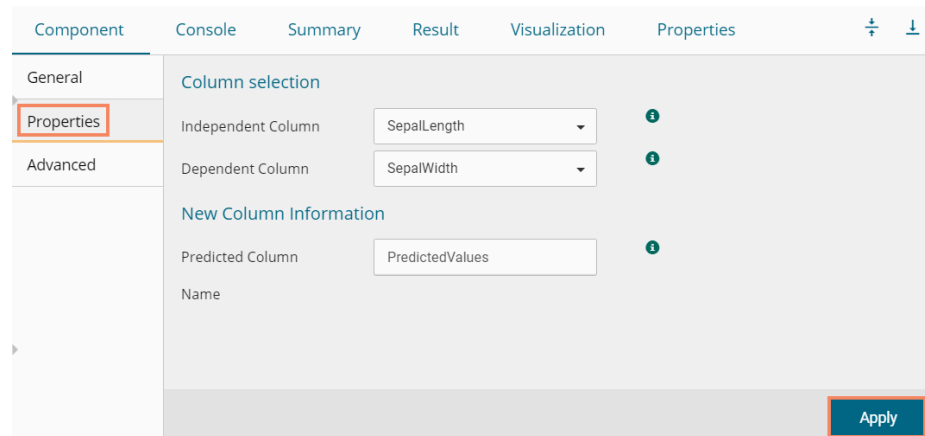 Component Console Summary Result Visualization Properties
General
Properties
Advanced
Column selection
Independent Column SepalLength
Dependent Column SepalWidth
New Column Information
Predicted Column PredictedValues
Name
Apply